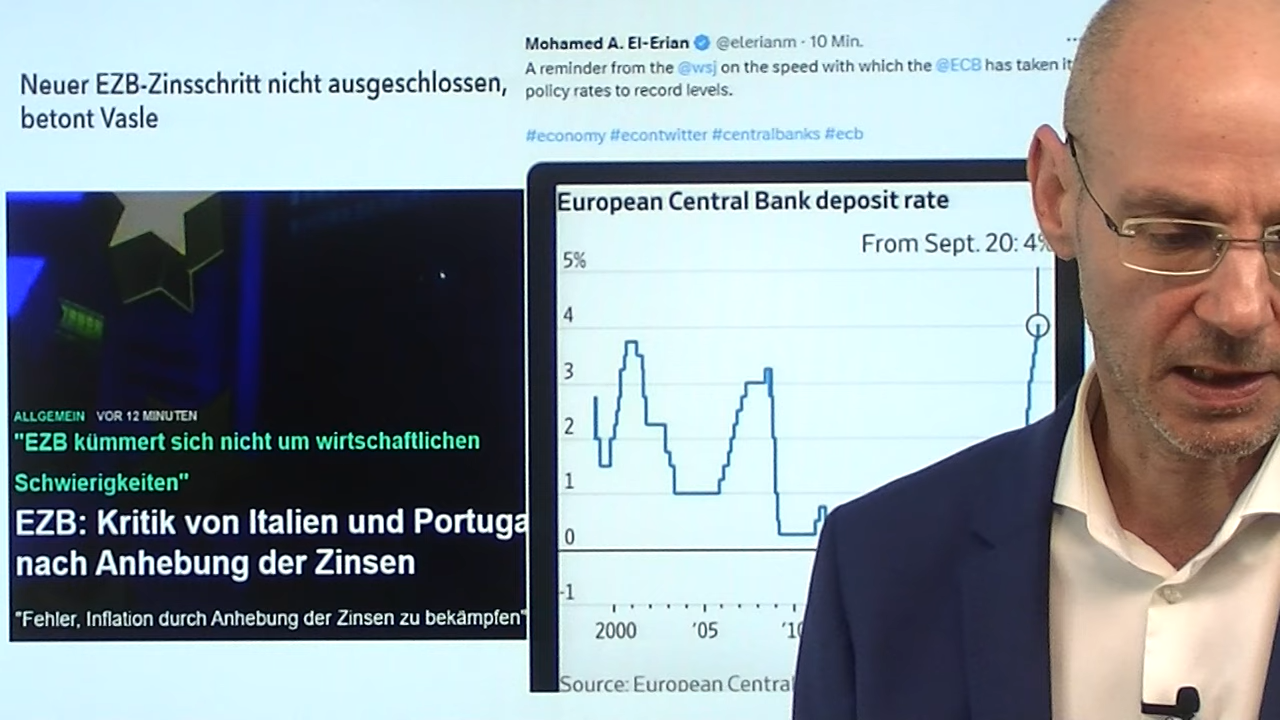 Neuer EZB-Zinsschritt nicht ausgeschlossen,
betont Vasle
ALLGEMEIN VOR 12 MINUTEN
"EZB kümmert sich nicht um wirtschaftlichen
Schwierigkeiten"
EZB: Kritik von Italien und Portuga
nach Anhebung der Zinsen
"Fehler, Inflation durch Anhebung der Zinsen zu bekämpfen"
Mohamed A. El-Erian @elerianm · 10 Min.
A reminder from the @wsj on the speed with which the @ECB has taken it
policy rates to record levels.
#economy #econtwitter #centralbanks #ecb
European Central Bank deposit rate
From Sept. 20: 4%
5%
4
3
2
1
0
-1
2000 '05 '10
Source: European Central